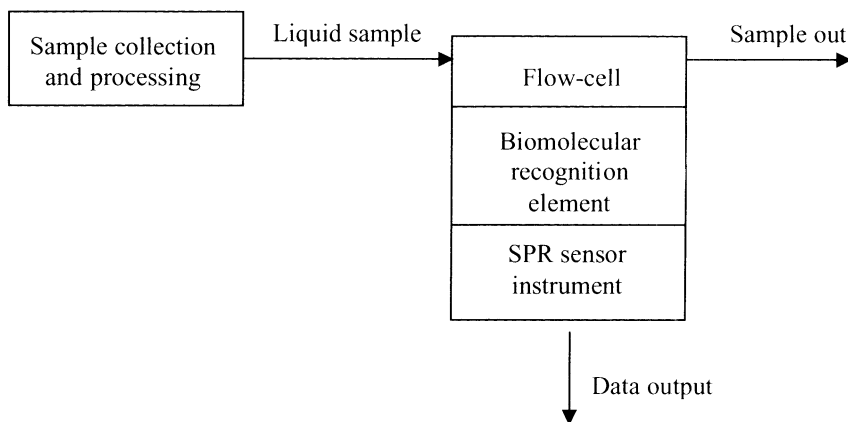 Sample collection
and processing
Liquid sample
Sample out
Flow-cell
Biomolecular
recognition
element
SPR sensor
instrument
Data output